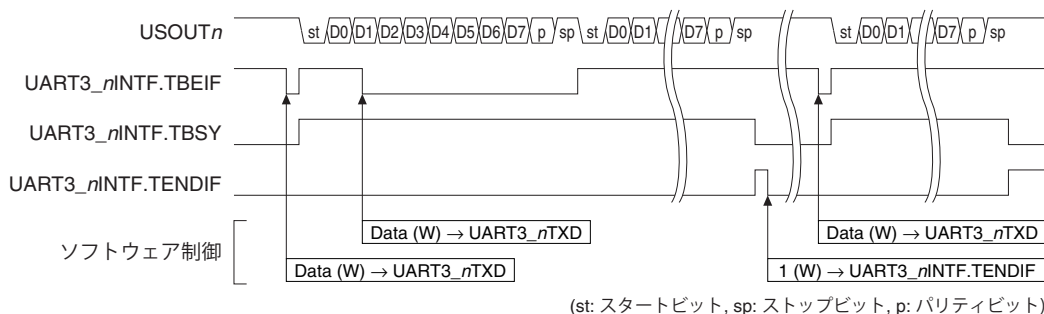 USOUTn
st D0 D1 D2 D3 D4 D5 D6 D7 p sp st D0 D1 D7 p sp st D0 D1 D7 p sp
UART3_nINTF.TBEIF
UART3_nINTF.TBSY
UART3_nINTF.TENDIF
ソフトウェア制御
Data (W) → UART3_nTXD
Data (W) → UART3_nTXD
Data (W) → UART3_nTXD
1 (W) → UART3_nINTF.TENDIF
(st: スタートビット, sp: ストップビット, p: パリティビット)